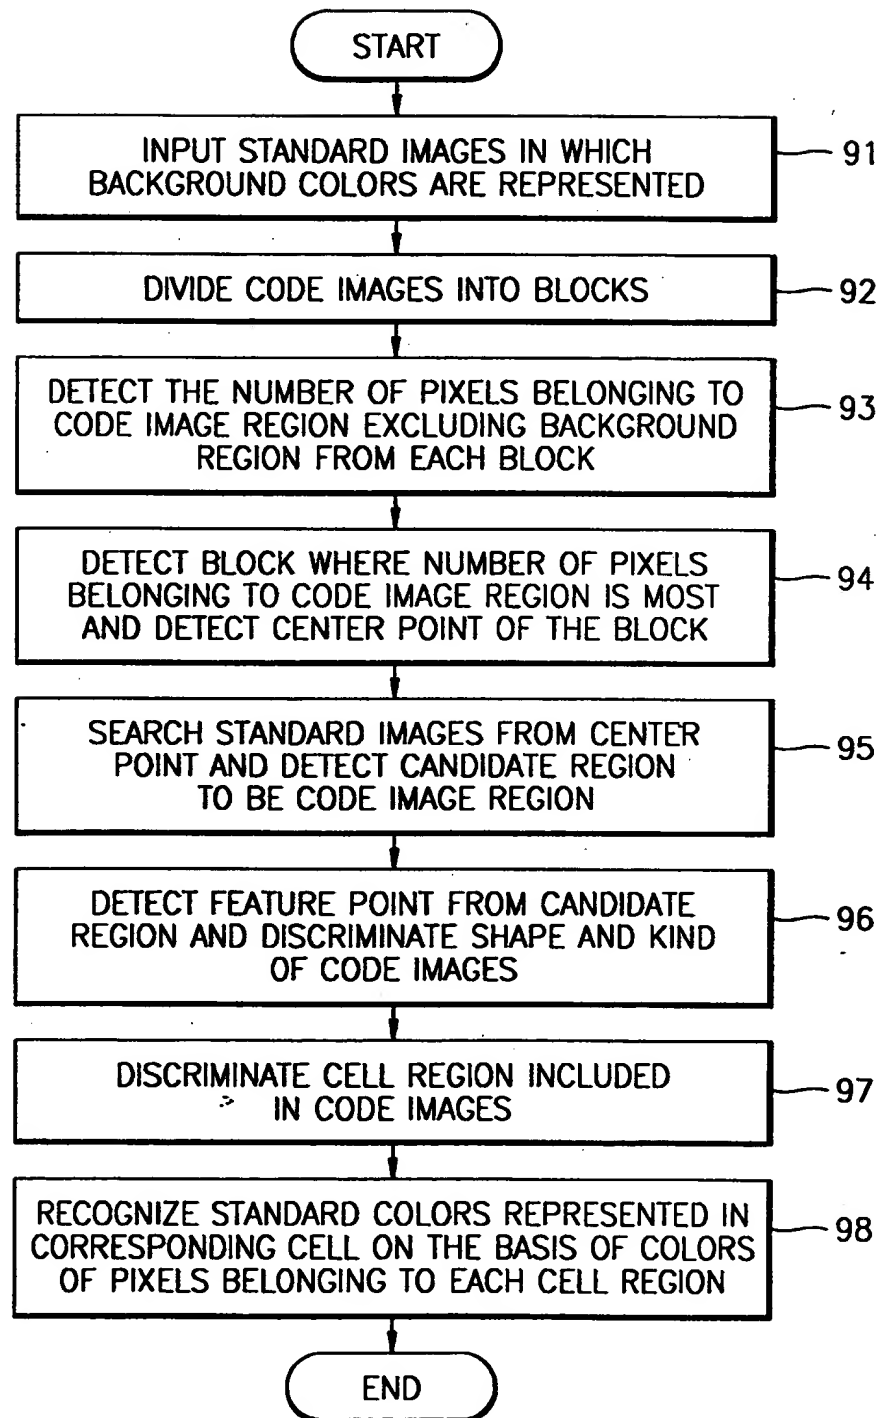 START
INPUT STANDARD IMAGES IN WHICH
BACKGROUND COLORS ARE REPRESENTED
91
DIVIDE CODE IMAGES INTO BLOCKS
92
DETECT THE NUMBER OF PIXELS BELONGING TO
CODE IMAGE REGION EXCLUDING BACKGROUND
REGION FROM EACH BLOCK
93
DETECT BLOCK WHERE NUMBER OF PIXELS
BELONGING TO CODE IMAGE REGION IS MOST
AND DETECT CENTER POINT OF THE BLOCK
94
SEARCH STANDARD IMAGES FROM CENTER
POINT AND DETECT CANDIDATE REGION
TO BE CODE IMAGE REGION
95
DETECT FEATURE POINT FROM CANDIDATE
REGION AND DISCRIMINATE SHAPE AND KIND
OF CODE IMAGES
96
DISCRIMINATE CELL REGION INCLUDED
IN CODE IMAGES
97
RECOGNIZE STANDARD COLORS REPRESENTED IN
CORRESPONDING CELL ON THE BASIS OF COLORS
OF PIXELS BELONGING TO EACH CELL REGION
98
END